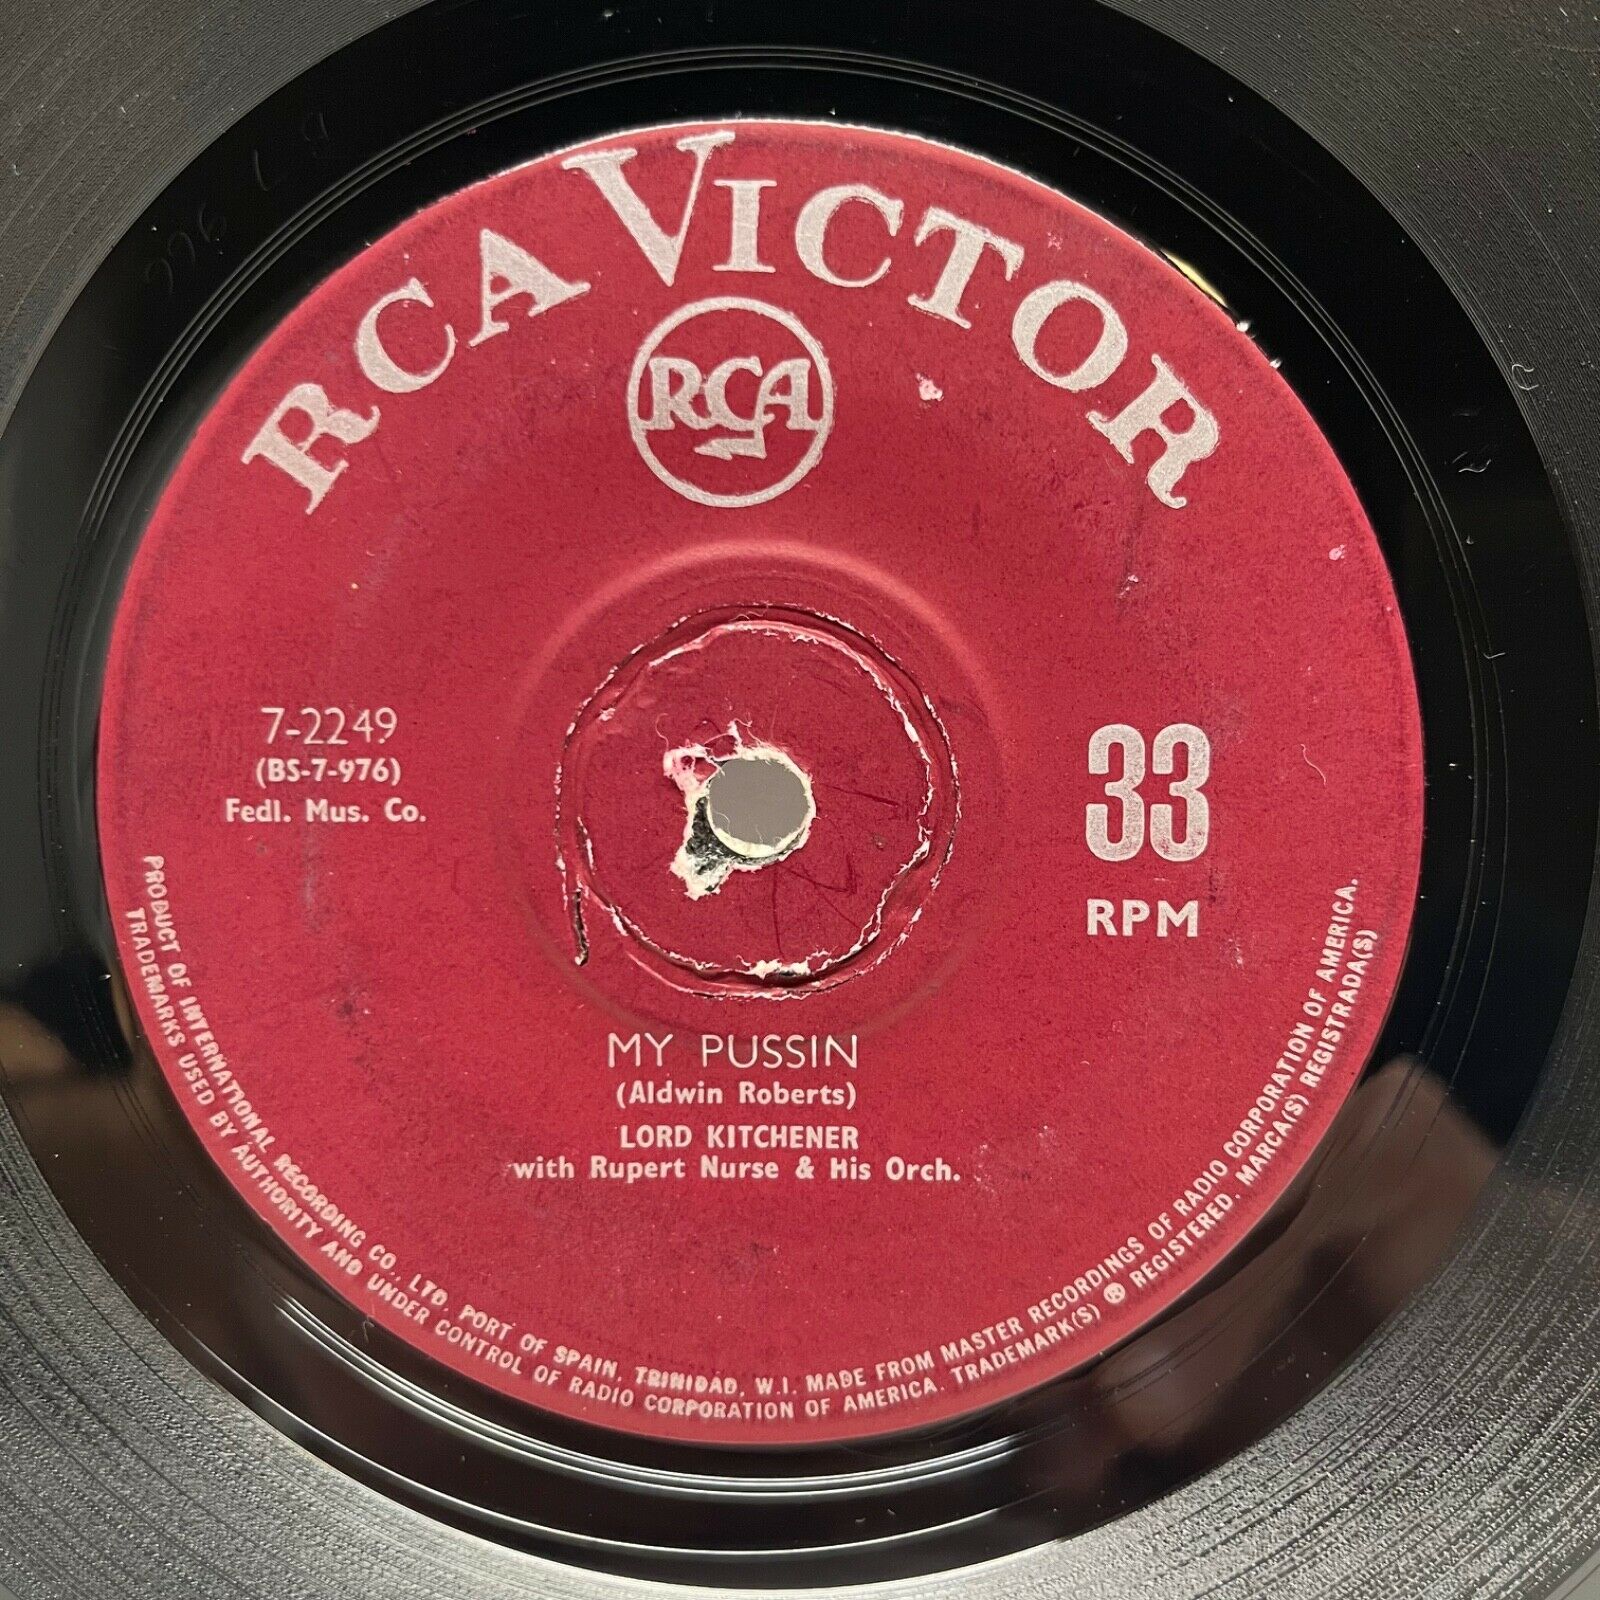 RCA VICTOR
RCA
7-2249
(BS-7-976)
Fedl. Mus. Co.
33
RPM
MY PUSSIN
(Aldwin Roberts)
LORD KITCHENER
with Rupert Nurse & His Orch.
PRODUCT OF INTERNATIONAL RECORDING CO., LTD. PORT OF SPAIN, TRINIDAD, W.I. MADE FROM MASTER RECORDINGS OF RADIO CORPORATION OF AMERICA.
TRADEMARKS USED BY AUTHORITY AND UNDER CONTROL OF RADIO CORPORATION OF AMERICA. TRADEMARK(S) ® REGISTERED. MARCA(S) REGISTRADA(S)